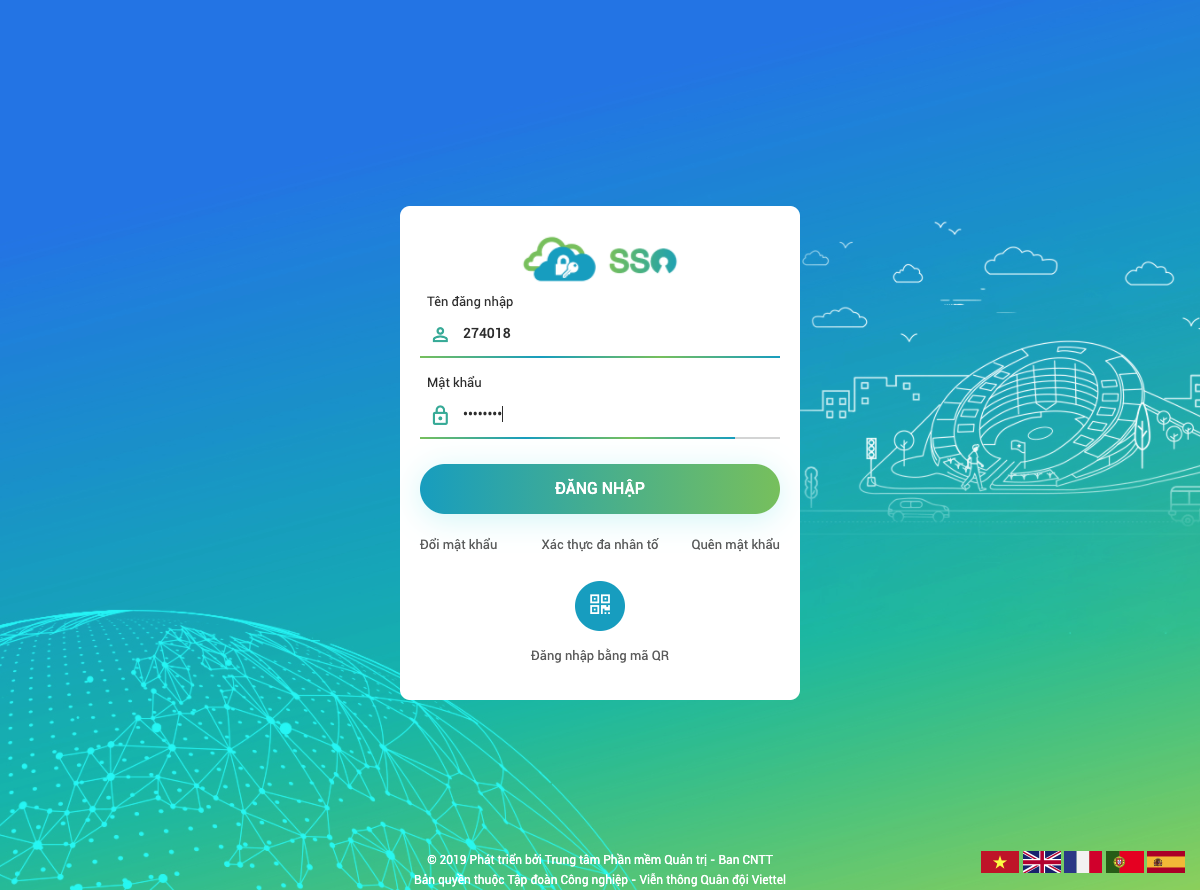 SSO
Tên đăng nhập
274018
Mật khẩu
••••••••
ĐĂNG NHẬP
Đổi mật khẩu
Xác thực đa nhân tố
Quên mật khẩu
Đăng nhập bằng mã QR
© 2019 Phát triển bởi Trung tâm Phần mềm Quản trị - Ban CNTT
Bản quyền thuộc Tập đoàn Công nghiệp - Viễn thông Quân đội Viettel